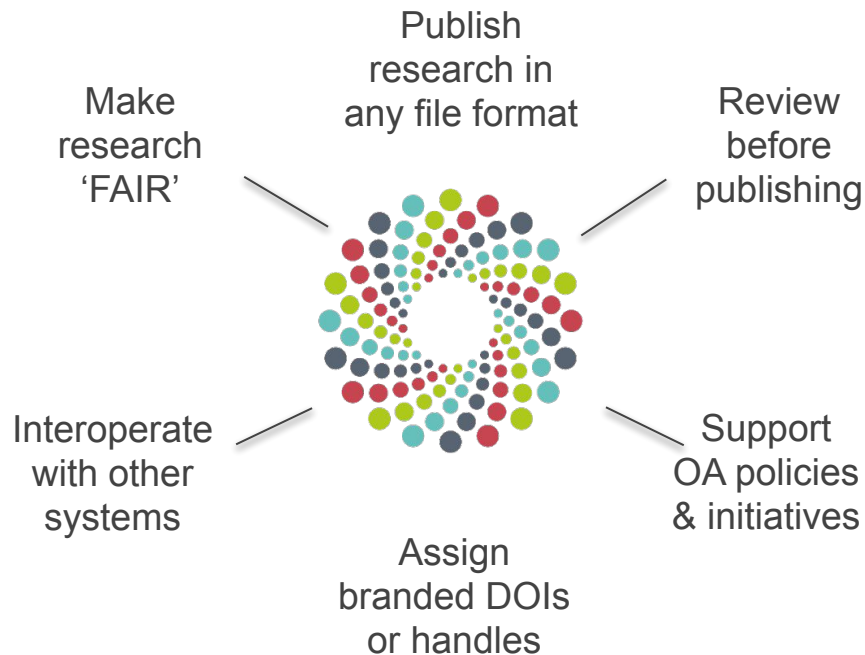 Publish
research in
any file format
Make
research
‘FAIR’
Review
before
publishing
Interoperate
with other
systems
Support
OA policies
& initiatives
Assign
branded DOIs
or handles